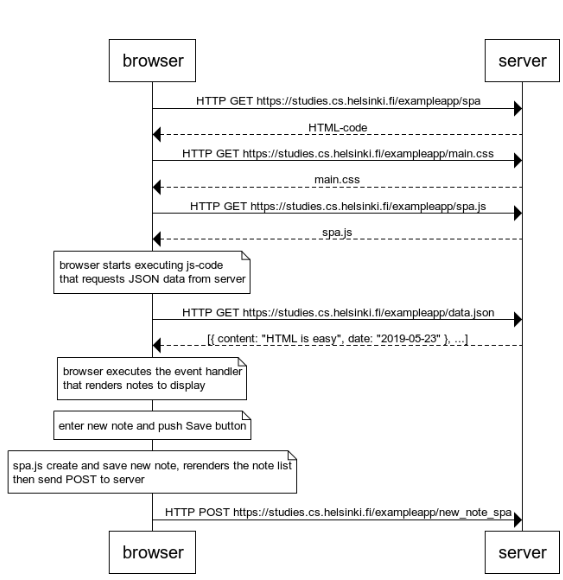 browser
server
HTTP GET https://studies.cs.helsinki.fi/exampleapp/spa
HTML-code
HTTP GET https://studies.cs.helsinki.fi/exampleapp/main.css
main.css
HTTP GET https://studies.cs.helsinki.fi/exampleapp/spa.js
spa.js
browser starts executing js-code
that requests JSON data from server
HTTP GET https://studies.cs.helsinki.fi/exampleapp/data.json
[{ content: "HTML is easy", date: "2019-05-23" }, ...]
browser executes the event handler
that renders notes to display
enter new note and push Save button
spa.js create and save new note, rerenders the note list
then send POST to server
HTTP POST https://studies.cs.helsinki.fi/exampleapp/new_note_spa
browser
server